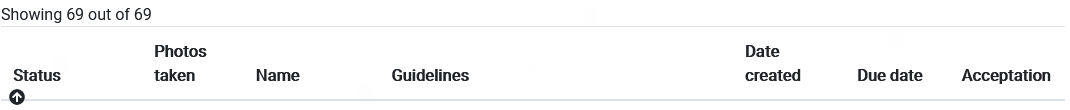 Showing 69 out of 69
Status
Photos taken
Name
Guidelines
Date created
Due date
Acceptation